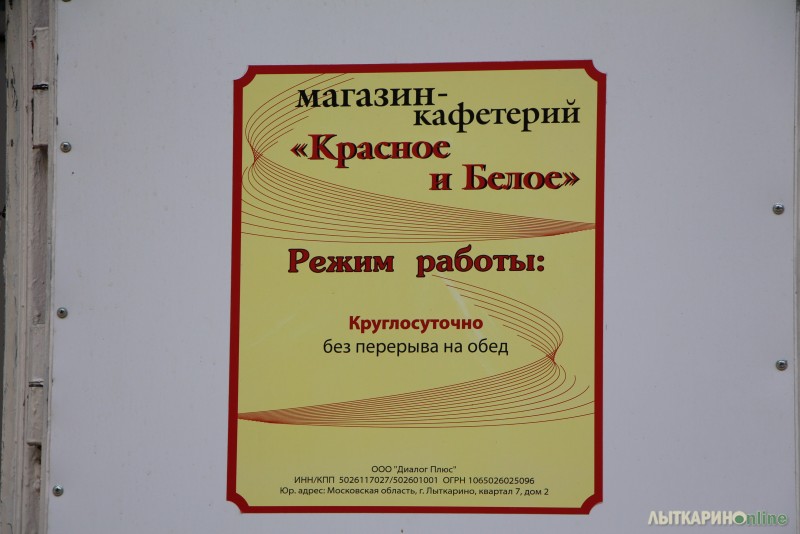 магазин-
кафетерий
«Красное
и Белое»
Режим работы:
Круглосуточно
без перерыва на обед
ООО "Диалог Плюс"
ИНН/КПП 5026117027/502601001 ОГРН 1065026025096
Юр. адрес: Московская область, г. Лыткарино, квартал 7, дом 2
ЛЫТКАРИНОonline